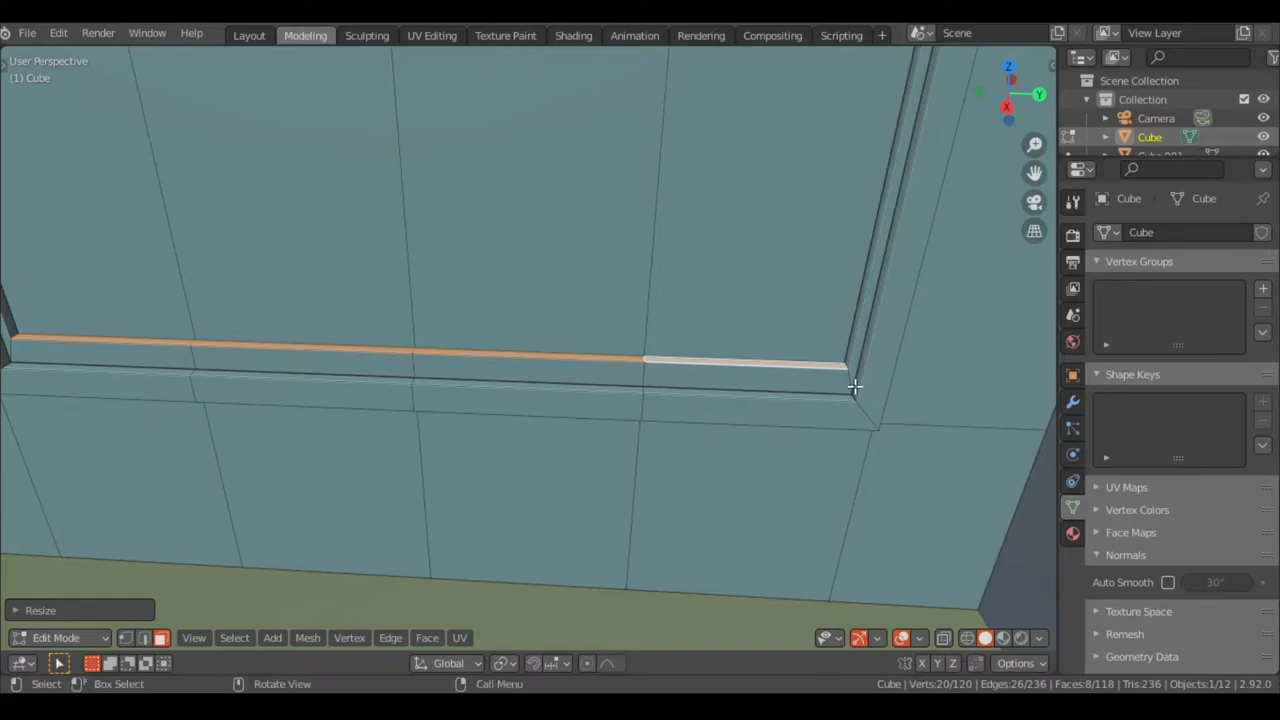 File Edit Render Window Help Layout Modeling Sculpting UV Editing Texture Paint Shading Animation Rendering Compositing Scripting + Scene View Layer
User Perspective
(1) Cube
Z
Y
X
Scene Collection
Collection
Camera
Cube
Cube Cube
Cube
Vertex Groups
Shape Keys
UV Maps
Vertex Colors
Face Maps
Normals
Auto Smooth 30°
Texture Space
Remesh
Geometry Data
Resize
Edit Mode View Select Add Mesh Vertex Edge Face UV
Global X Y Z Options
Select Box Select Rotate View Call Menu Cube | Verts:20/120 | Edges:26/236 | Faces:8/118 | Tris:236 | Objects:1/12 | 2.92.0